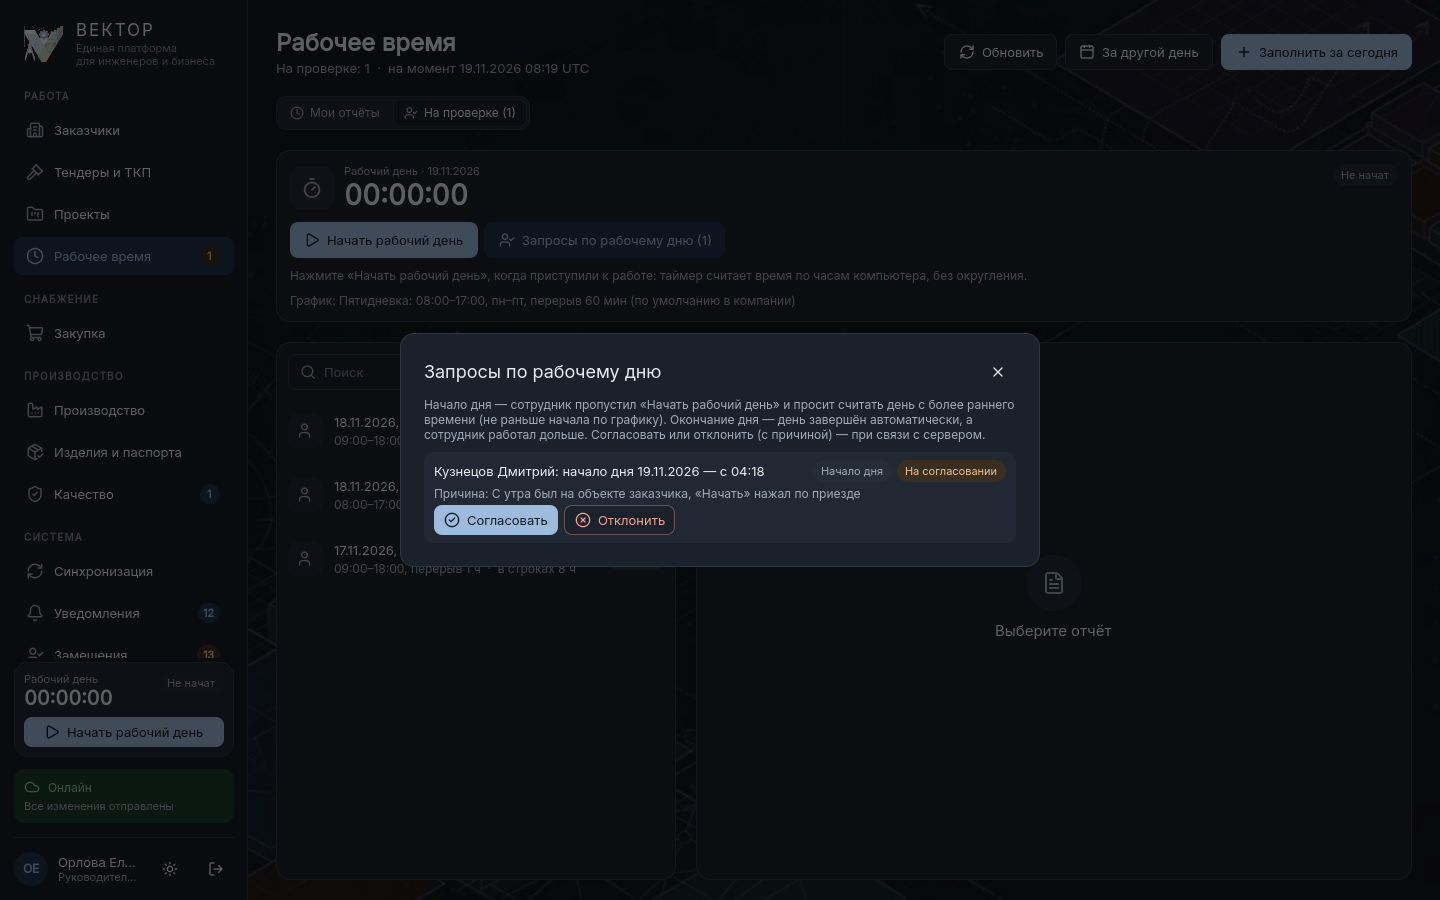 ВЕКТОР
Единая платформа
для инженеров и бизнеса
РАБОТА
Заказчики
Тендеры и ТКП
Проекты
Рабочее время
1
СНАБЖЕНИЕ
Закупка
ПРОИЗВОДСТВО
Производство
Изделия и паспорта
Качество
1
СИСТЕМА
Синхронизация
Уведомления
12
Замещения
13
Рабочий день
Не начат
00:00:00
Начать рабочий день
Онлайн
Все изменения отправлены
ОЕ
Орлова Ел...
Руководител...
Рабочее время
На проверке: 1 · на момент 19.11.2026 08:19 UTC
Обновить
За другой день
Заполнить за сегодня
Мои отчёты
На проверке (1)
Рабочий день · 19.11.2026
00:00:00
Не начат
Начать рабочий день
Запросы по рабочему дню (1)
Нажмите «Начать рабочий день», когда приступили к работе: таймер считает время по часам компьютера, без округления.
График: Пятидневка: 08:00–17:00, пн–пт, перерыв 60 мин (по умолчанию в компании)
Поиск
18.11.2026,
09:00–18:00
18.11.2026,
08:00–17:00
17.11.2026,
09:00–18:00, перерыв 1 ч · в строках 8 ч
Запросы по рабочему дню
Начало дня — сотрудник пропустил «Начать рабочий день» и просит считать день с более раннего
времени (не раньше начала по графику). Окончание дня — день завершён автоматически, а
сотрудник работал дольше. Согласовать или отклонить (с причиной) — при связи с сервером.
Кузнецов Дмитрий: начало дня 19.11.2026 — с 04:18
Начало дня
На согласовании
Причина: С утра был на объекте заказчика, «Начать» нажал по приезде
Согласовать
Отклонить
Выберите отчёт